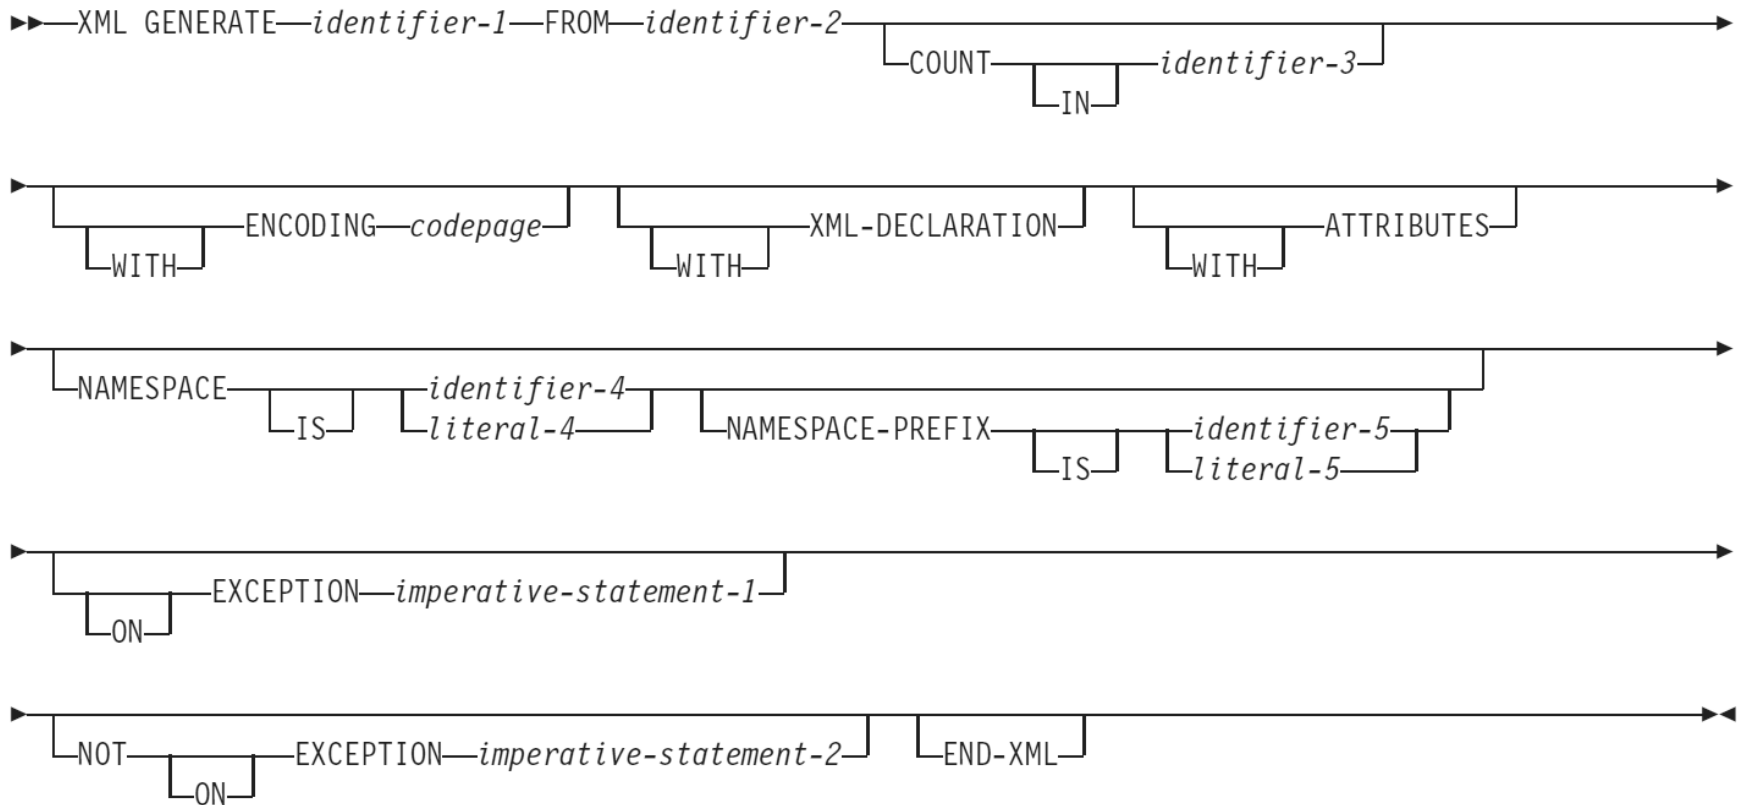 XML GENERATE identifier-1 FROM identifier-2
COUNT identifier-3
IN
ENCODING codepage XML-DECLARATION ATTRIBUTES
WITH WITH WITH
NAMESPACE identifier-4
IS literal-4 NAMESPACE-PREFIX identifier-5
IS literal-5
EXCEPTION imperative-statement-1
ON
NOT EXCEPTION imperative-statement-2 END-XML
ON